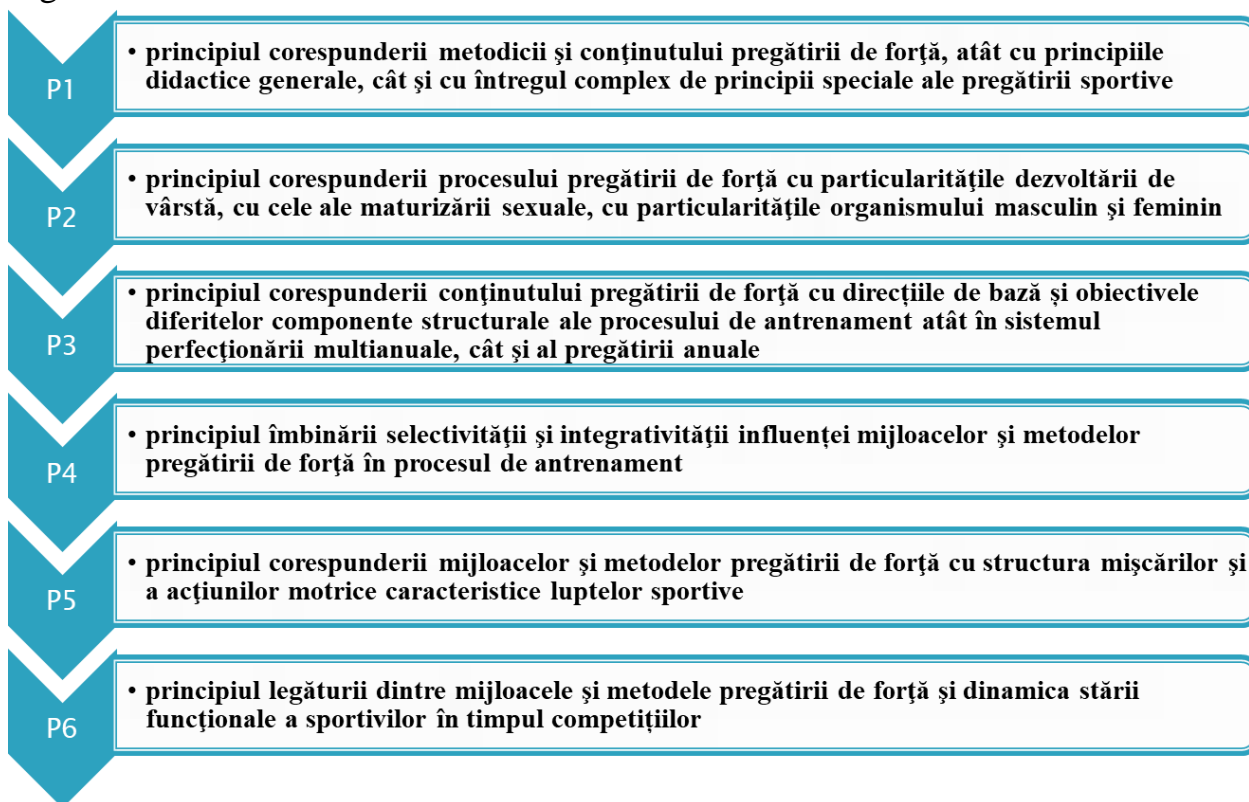 P1
• principiul corespunderii metodicii şi conţinutului pregătirii de forţă, atât cu principiile
didactice generale, cât şi cu întregul complex de principii speciale ale pregătirii sportive
P2
• principiul corespunderii procesului pregătirii de forţă cu particularităţile dezvoltării de
vârstă, cu cele ale maturizării sexuale, cu particularităţile organismului masculin şi feminin
P3
• principiul corespunderii conţinutului pregătirii de forţă cu direcțiile de bază și obiectivele
diferitelor componente structurale ale procesului de antrenament atât în sistemul
perfecţionării multianuale, cât şi al pregătirii anuale
P4
• principiul îmbinării selectivităţii şi integrativităţii influenței mijloacelor şi metodelor
pregătirii de forţă în procesul de antrenament
P5
• principiul corespunderii mijloacelor şi metodelor pregătirii de forţă cu structura mişcărilor şi
a acţiunilor motrice caracteristice luptelor sportive
P6
• principiul legăturii dintre mijloacele şi metodele pregătirii de forţă şi dinamica stării
funcţionale a sportivilor în timpul competițiilor